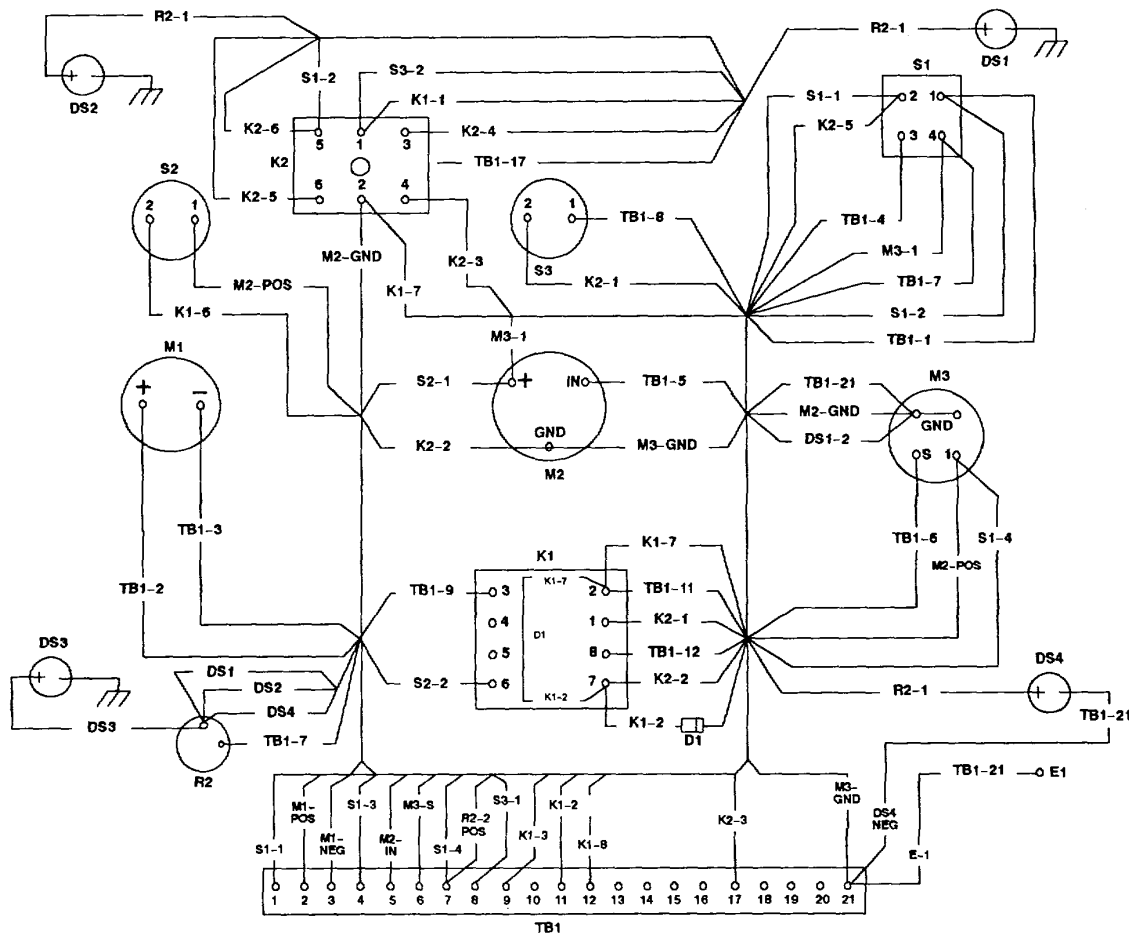 R2-1
R2-1
DS2
DS1
S1-2
S3-2
K1-1
K2-6
K2-4
K2
5 1 3
TB1-17
6 2 4
K2-5
S1
S1-1
K2-5
2 1
3 4
S2
2 1
M2-GND
K2-3
K1-7
2 1
S3
TB1-8
K2-1
TB1-4
M3-1
TB1-7
S1-2
TB1-1
M2-POS
K1-6
M3-1
M1
+ −
S2-1
+ IN
TB1-5
GND
M2
K2-2
M3-GND
TB1-21
M2-GND
DS1-2
M3
GND
S 1
TB1-3
TB1-2
TB1-6
S1-4
M2-POS
K1
K1-7
TB1-9
3 K1-7 2
TB1-11
4 1
K2-1
D1
5 8
TB1-12
S2-2
6 K1-2 7
K2-2
K1-2
D1
DS3
+
DS1
DS2
DS4
DS3
TB1-7
R2
R2-1
DS4
+
TB1-21
TB1-21
E1
S1-1
M1-
POS
M1-
NEG
S1-3
M2-
IN
M3-S
S1-4
R2-2
POS
S3-1
K1-3
K1-2
K1-8
K2-3
M3-
GND
DS4
NEG
E-1
1 2 3 4 5 6 7 8 9 10 11 12 13 14 15 16 17 18 19 20 21
TB1